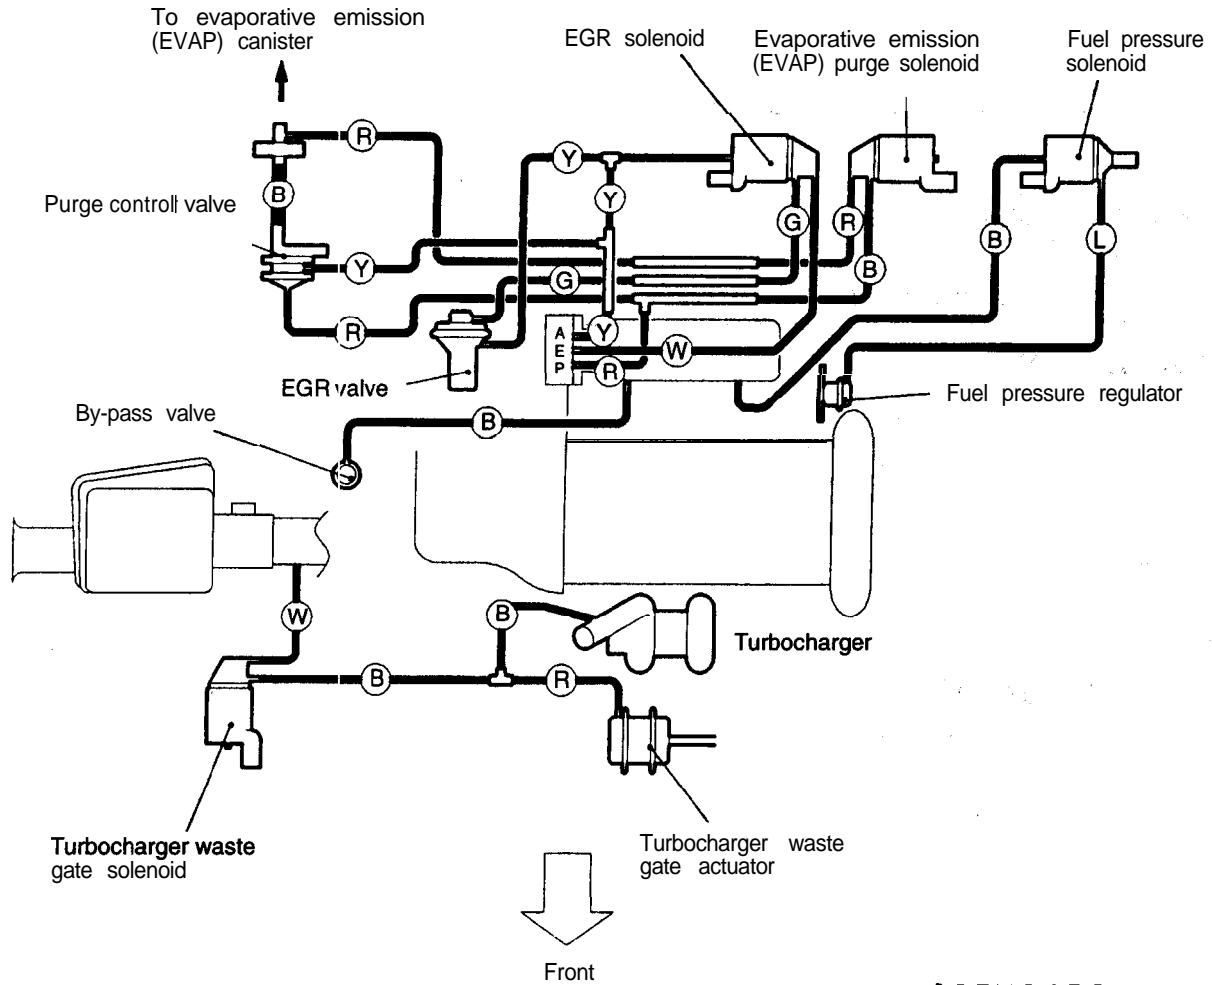 To evaporative emission
(EVAP) canister
EGR solenoid
Evaporative emission
(EVAP) purge solenoid
Fuel pressure
solenoid
R
Y
B
Y
Purge control valve
G
R
B
L
Y
B
G
R
Y
A
E
P
W
R
EGR valve
Fuel pressure regulator
By-pass valve
B
W
B
Turbocharger
B
R
Turbocharger waste
gate solenoid
Turbocharger waste
gate actuator
Front